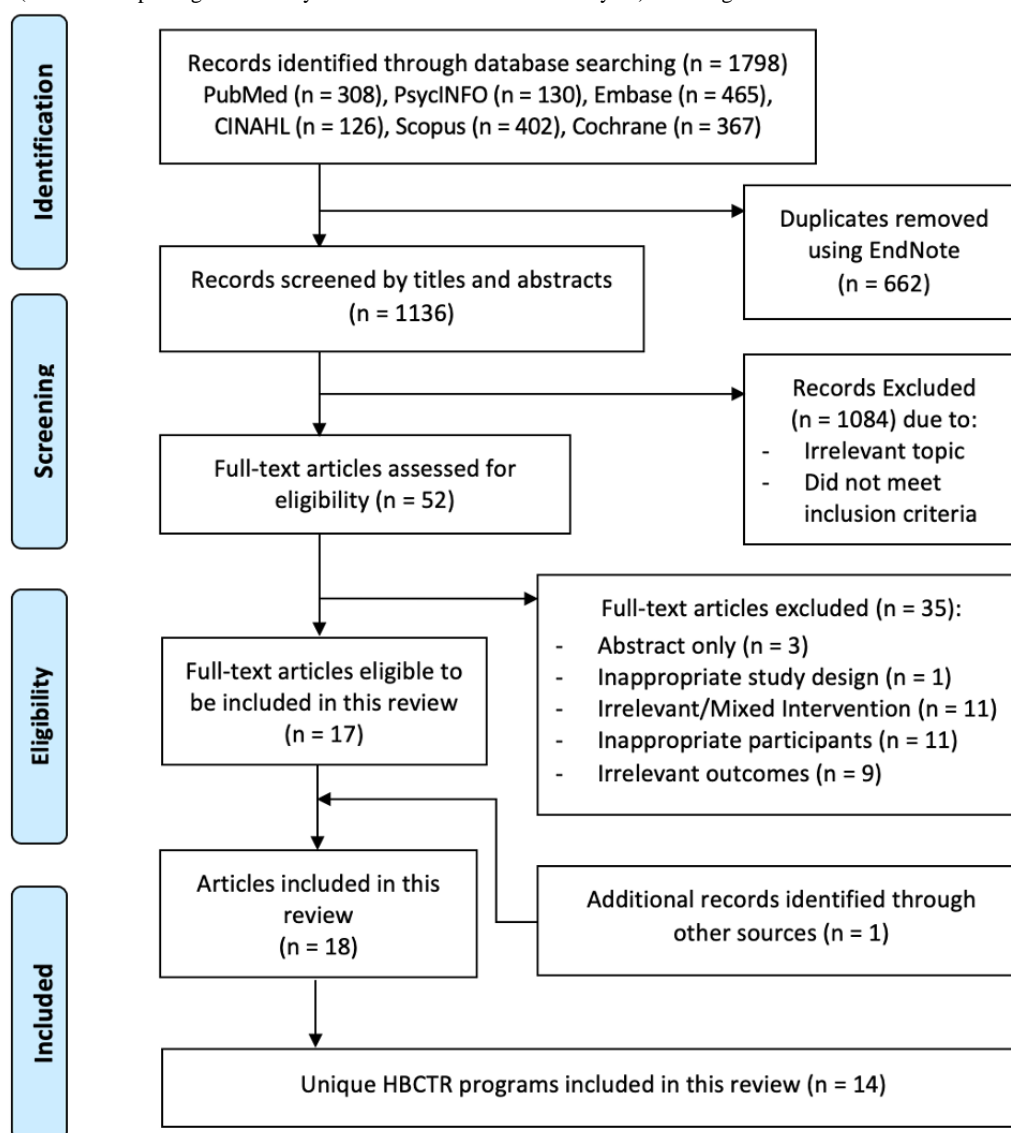 Identification
Records identified through database searching (n = 1798)
PubMed (n = 308), PsycINFO (n = 130), Embase (n = 465),
CINAHL (n = 126), Scopus (n = 402), Cochrane (n = 367)
Duplicates removed
using EndNote
(n = 662)
Records screened by titles and abstracts
(n = 1136)
Screening
Records Excluded
(n = 1084) due to:
- Irrelevant topic
- Did not meet
inclusion criteria
Full-text articles assessed for
eligibility (n = 52)
Eligibility
Full-text articles excluded (n = 35):
- Abstract only (n = 3)
- Inappropriate study design (n = 1)
- Irrelevant/Mixed Intervention (n = 11)
- Inappropriate participants (n = 11)
- Irrelevant outcomes (n = 9)
Full-text articles eligible to
be included in this review
(n = 17)
Included
Articles included in this
review
(n = 18)
Additional records identified through
other sources (n = 1)
Unique HBCTR programs included in this review (n = 14)